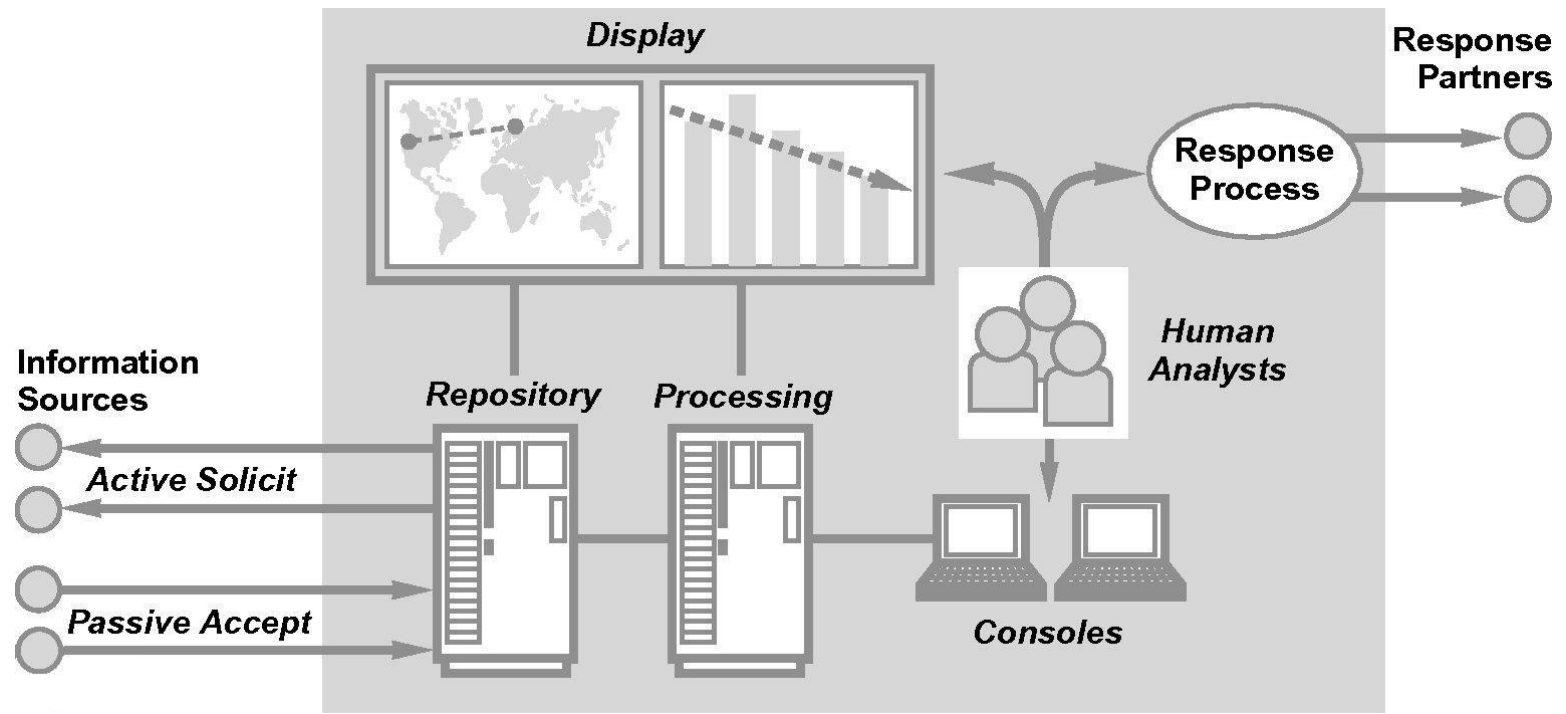 Display
Response
Partners
Response
Process
Human
Analysts
Information
Sources
Repository
Processing
Active Solicit
Passive Accept
Consoles